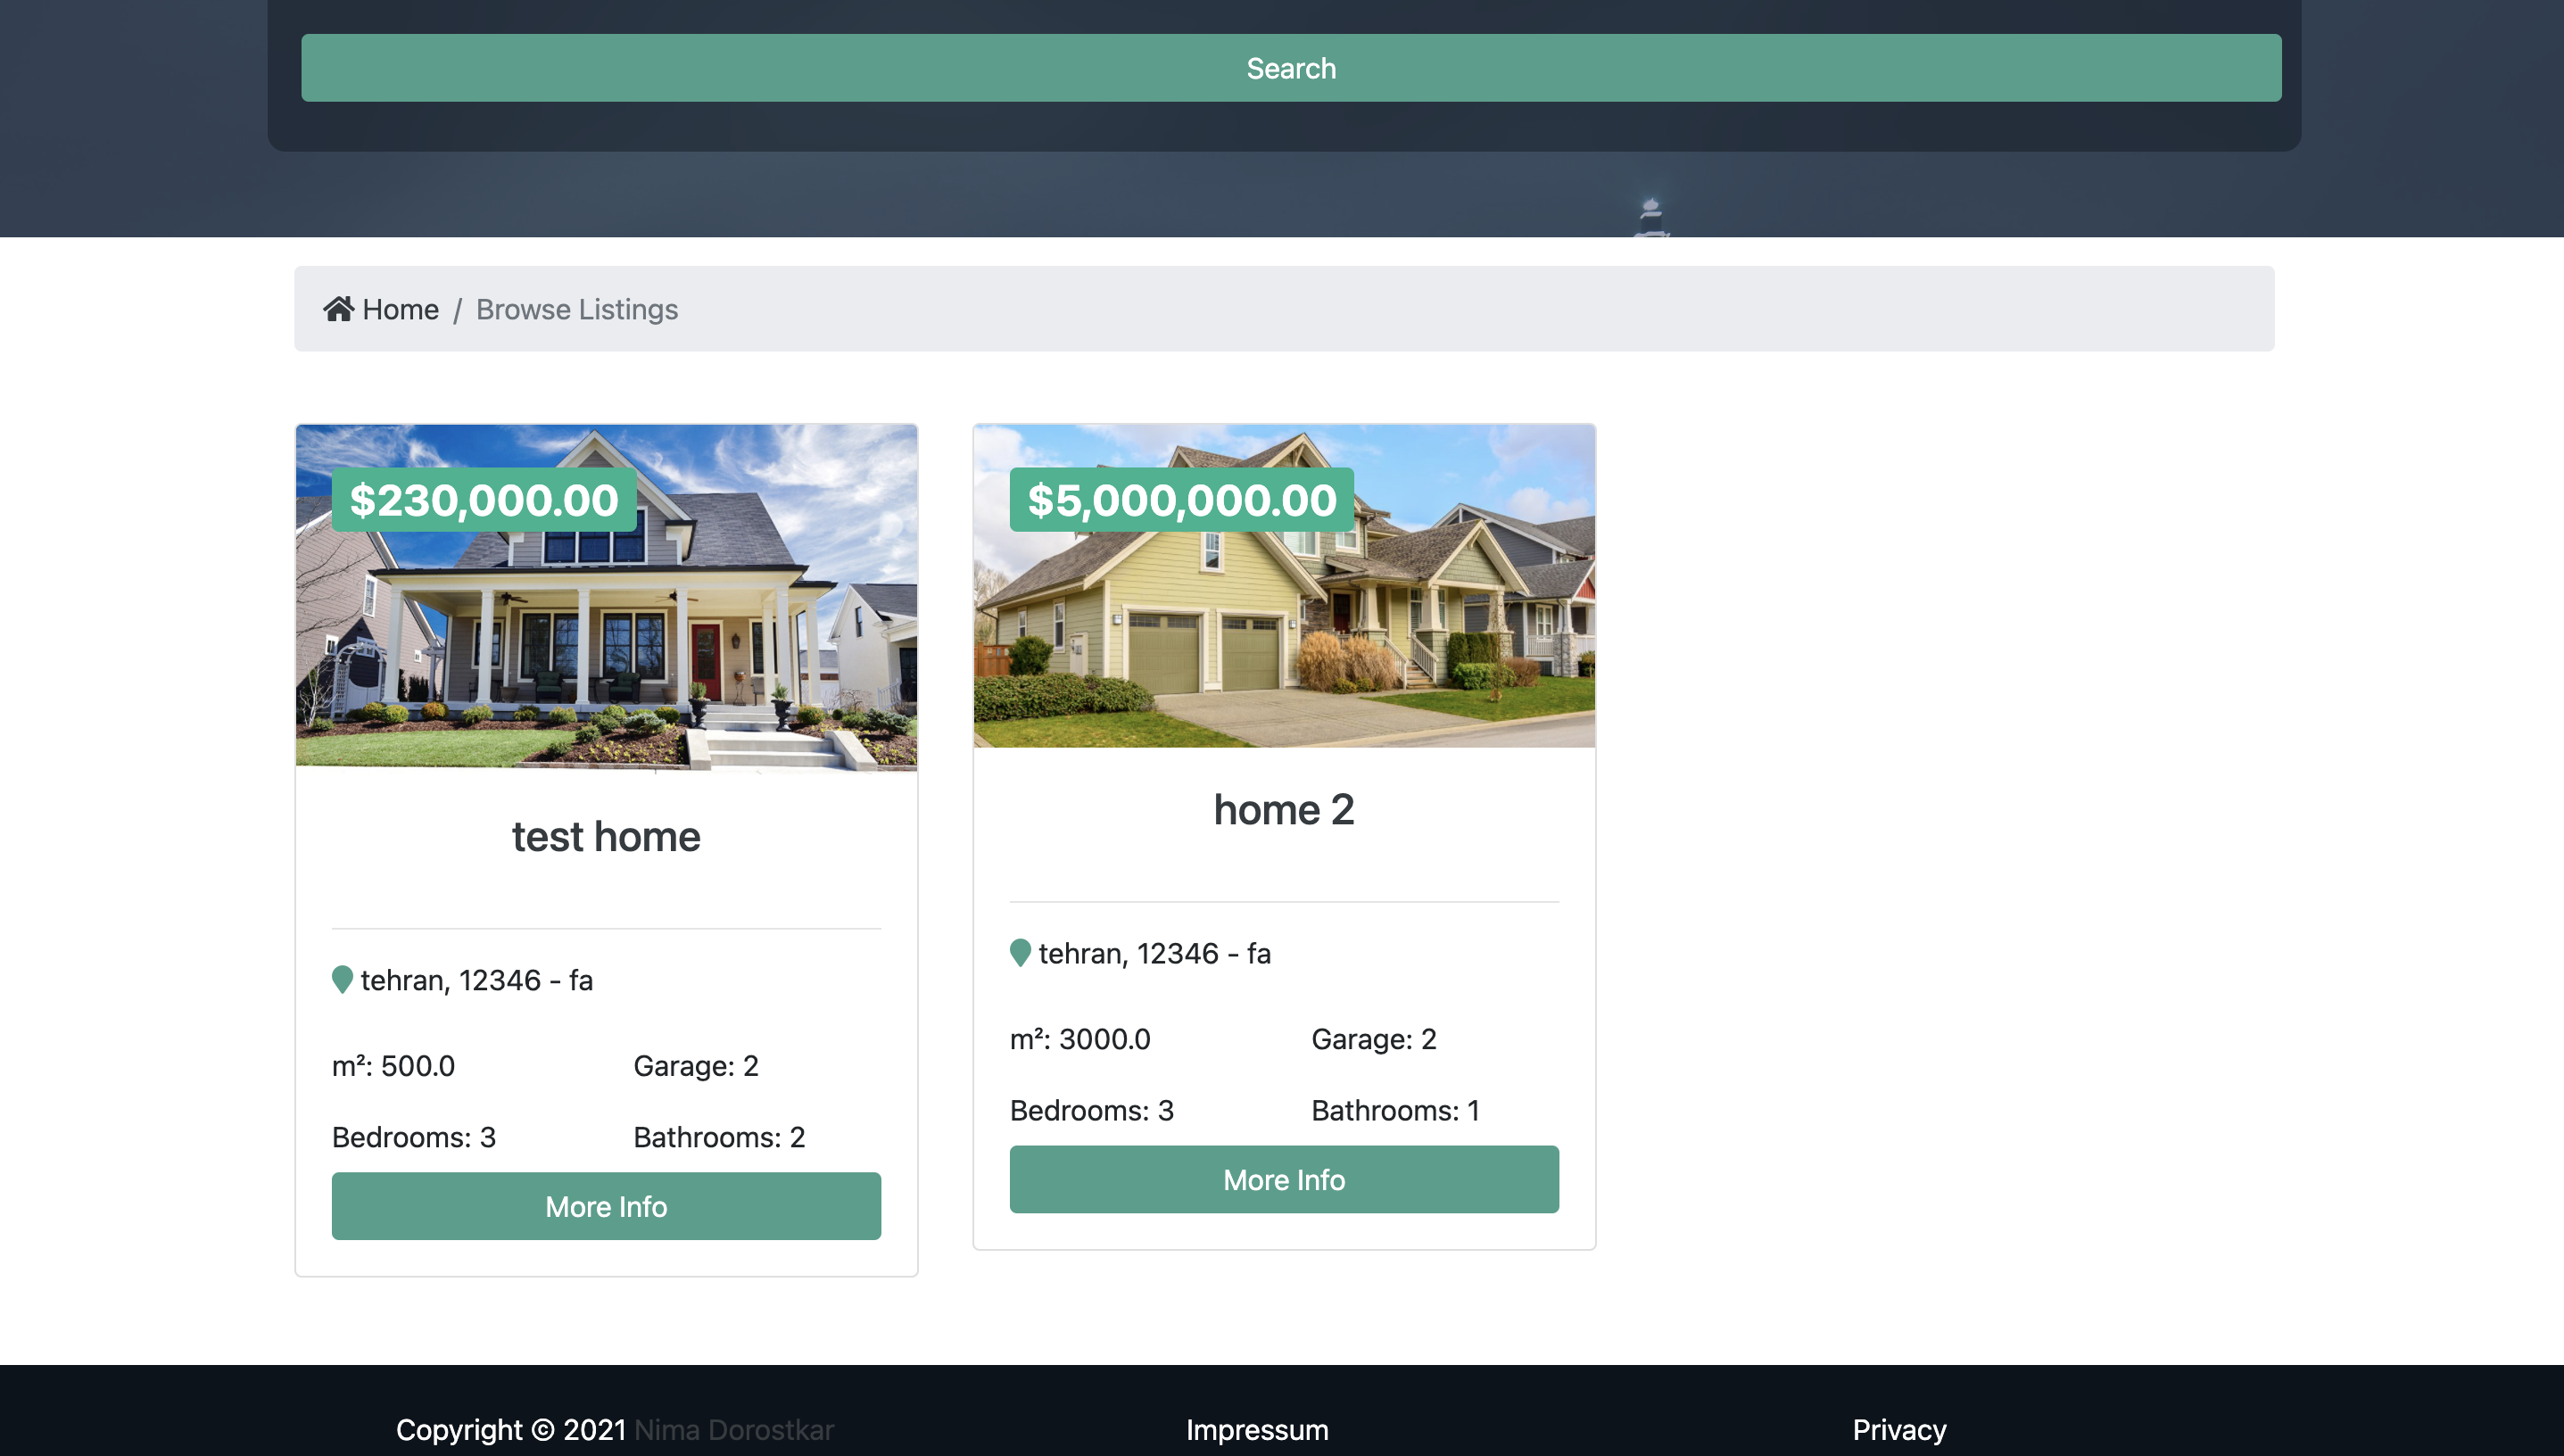 Search
Home / Browse Listings
$230,000.00
test home
tehran, 12346 - fa
m²: 500.0 Garage: 2
Bedrooms: 3 Bathrooms: 2
More Info
$5,000,000.00
home 2
tehran, 12346 - fa
m²: 3000.0 Garage: 2
Bedrooms: 3 Bathrooms: 1
More Info
Copyright © 2021 Nima Dorostkar
Impressum
Privacy